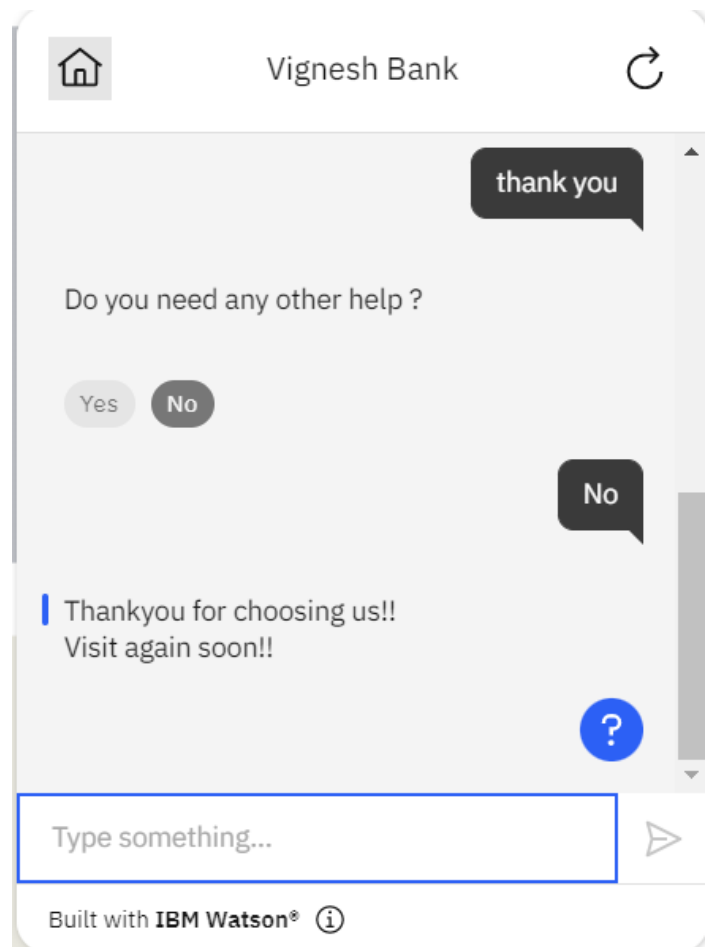 Vignesh Bank
thank you
Do you need any other help ?
Yes No
No
Thankyou for choosing us!!
Visit again soon!!
?
Type something...
Built with IBM Watson® i